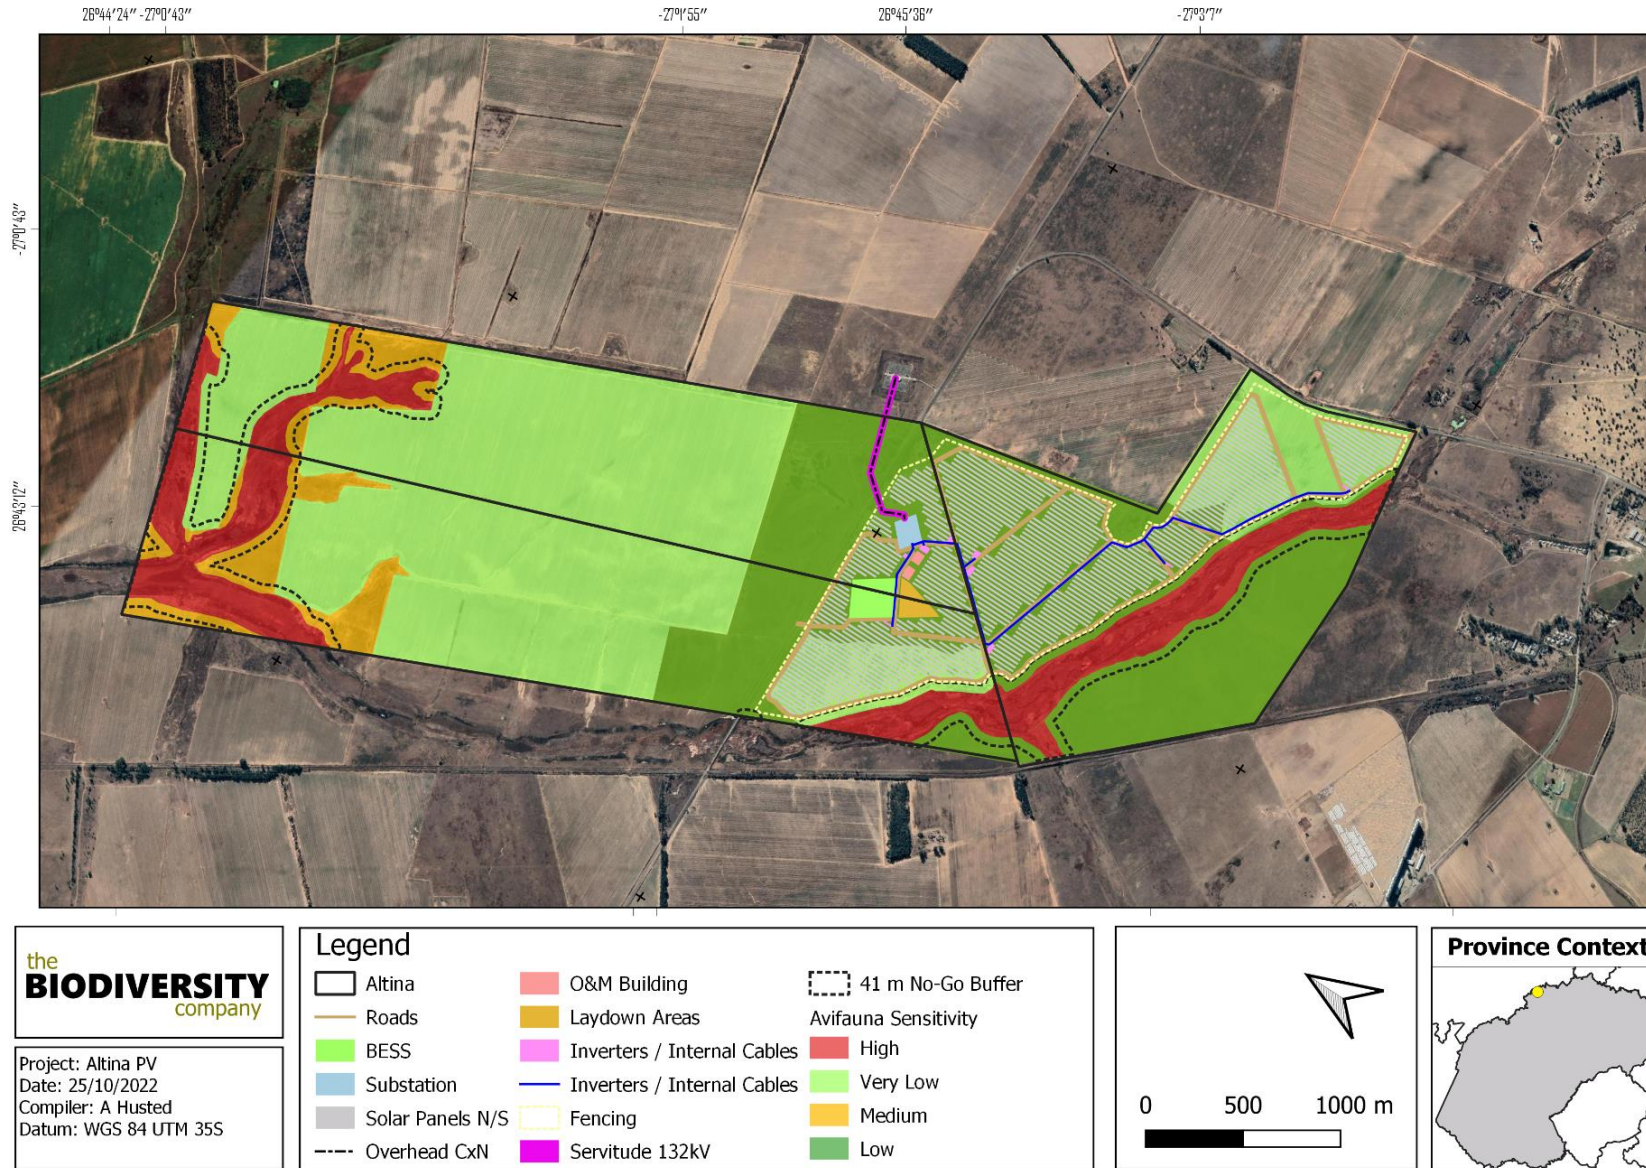 26°44′24″ -27°0′43″
-27°1′55″
26°45′36″
-27°3′7″
-27°0′43″
26°43′12″
the
BIODIVERSITY
company
Project: Altina PV
Date: 25/10/2022
Compiler: A Husted
Datum: WGS 84 UTM 35S
Legend
Altina
Roads
BESS
Substation
Solar Panels N/S
Overhead CxN
O&M Building
Laydown Areas
Inverters / Internal Cables
Inverters / Internal Cables
Fencing
Servitude 132kV
41 m No-Go Buffer
Avifauna Sensitivity
High
Very Low
Medium
Low
0 500 1000 m
Province Context